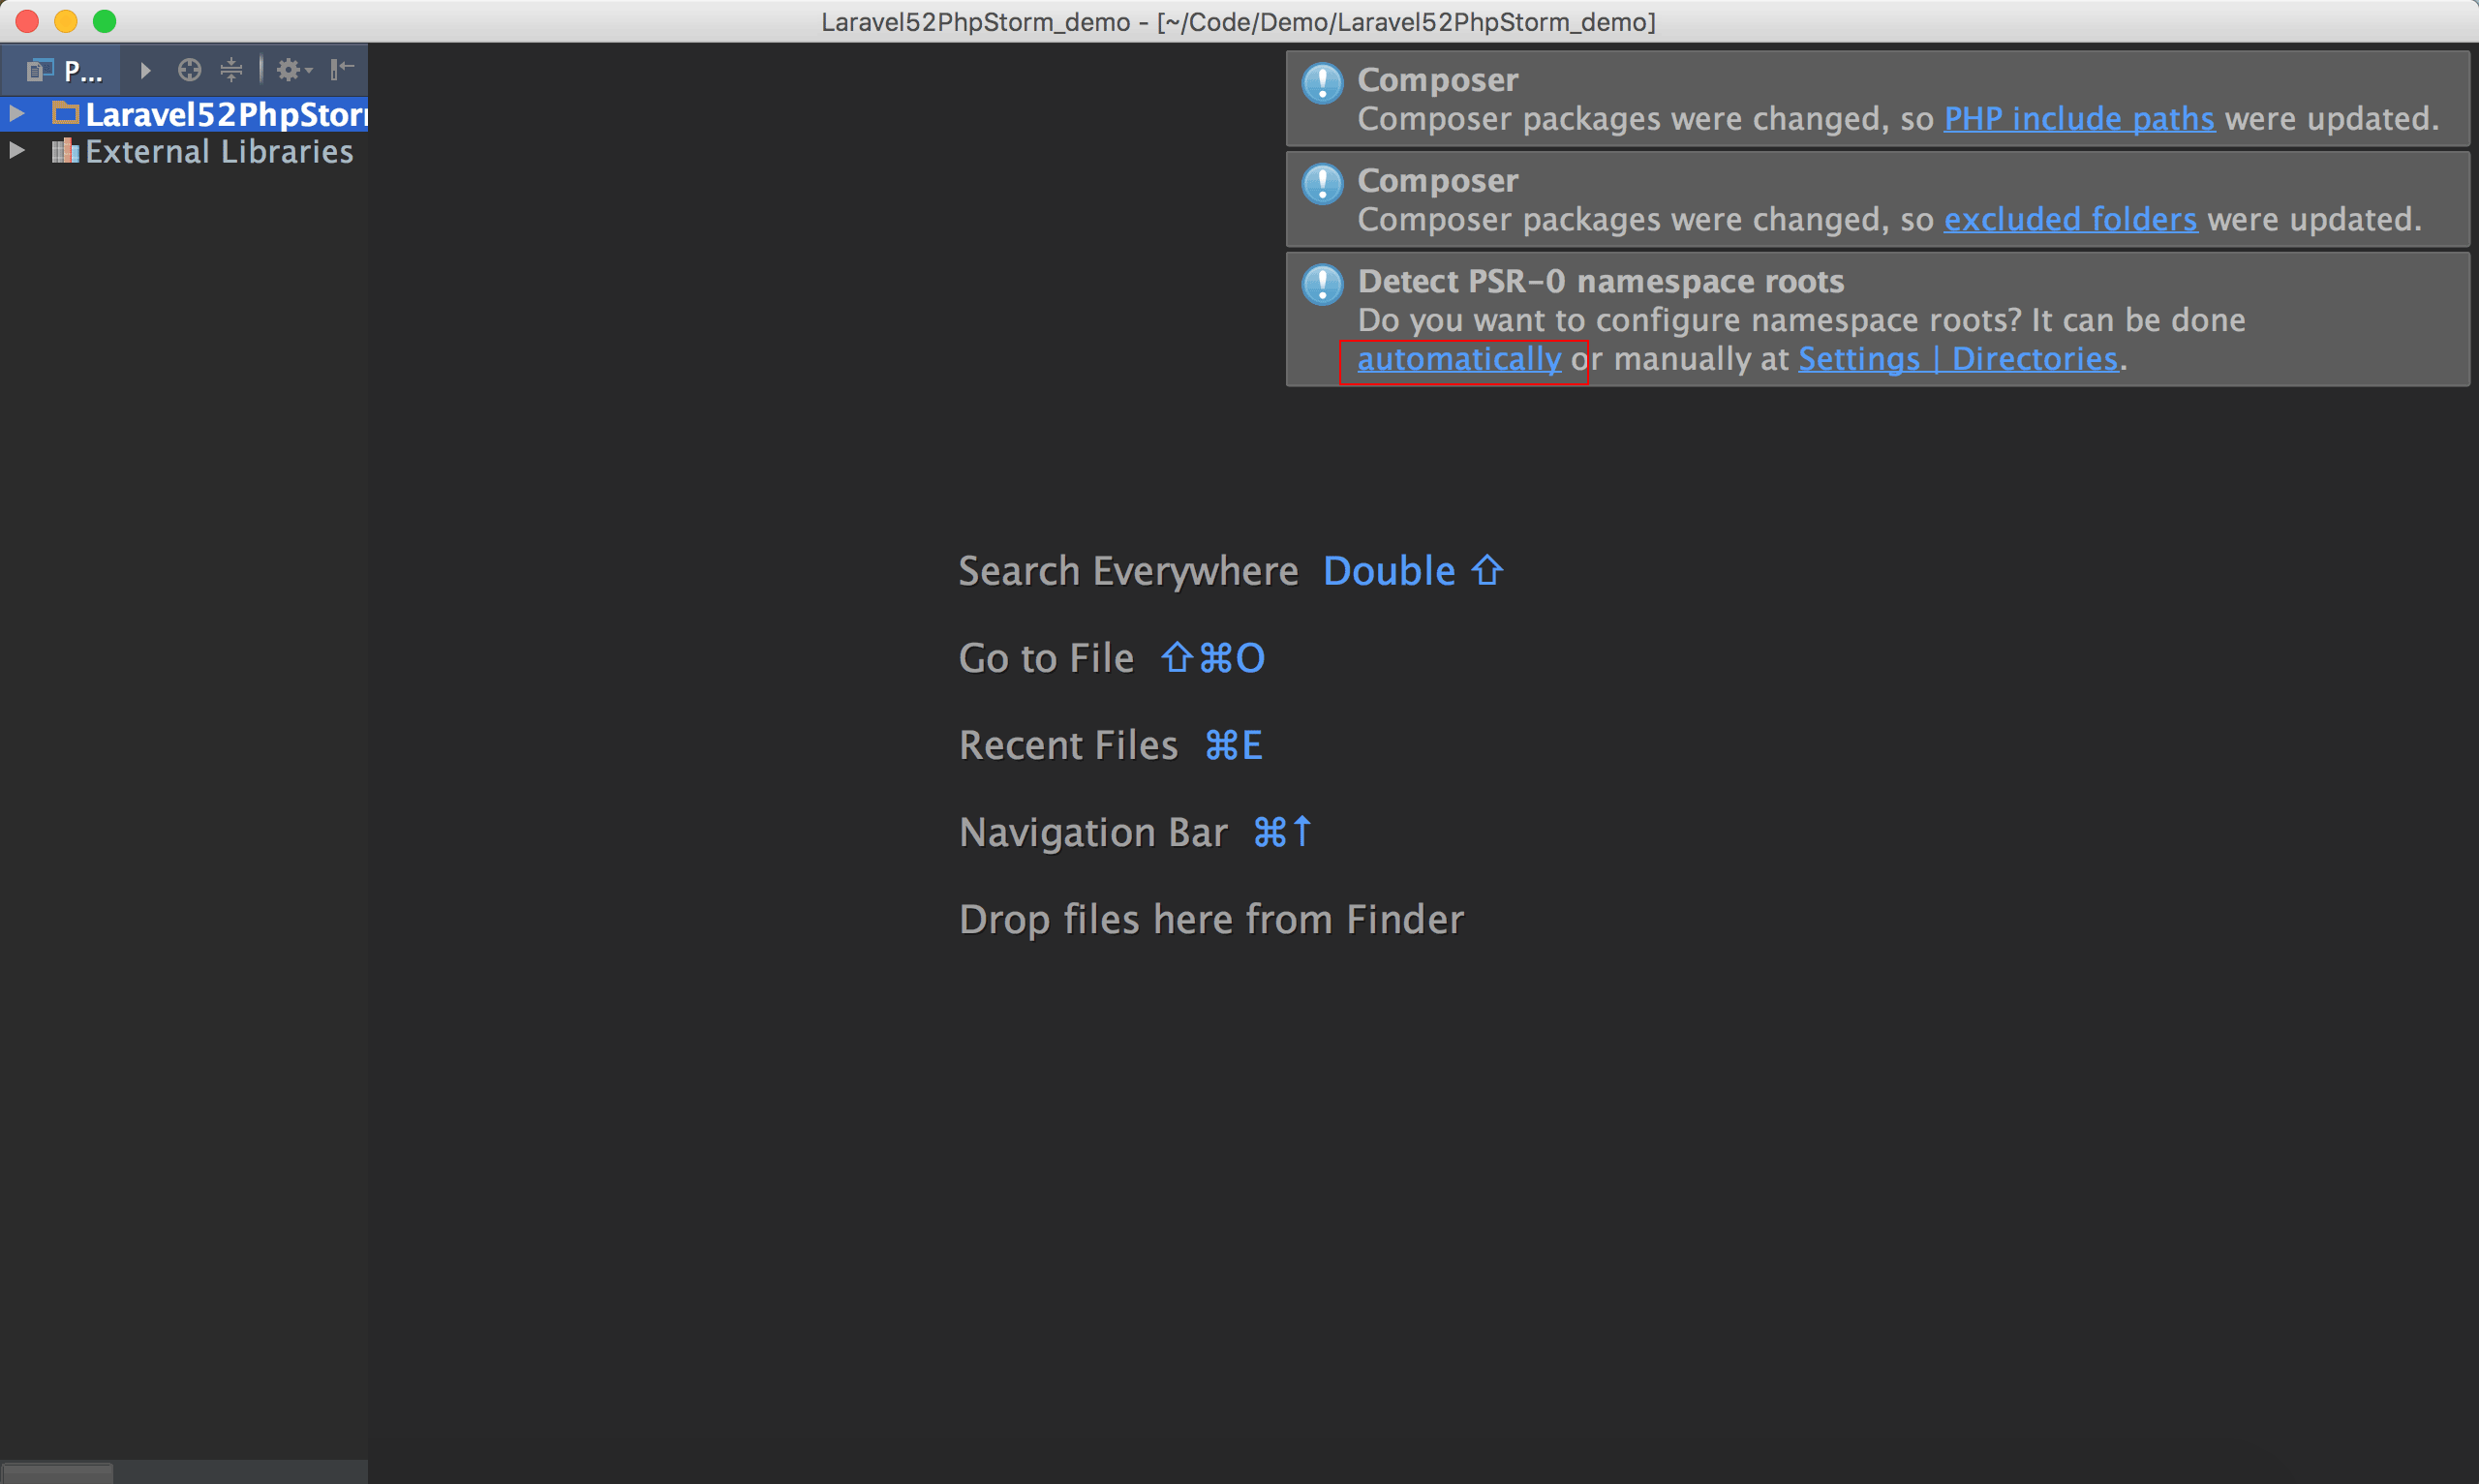 Laravel52PhpStorm_demo - [~/Code/Demo/Laravel52PhpStorm_demo]
P...
Laravel52PhpStor
External Libraries
Composer
Composer packages were changed, so PHP include paths were updated.
Composer
Composer packages were changed, so excluded folders were updated.
Detect PSR-0 namespace roots
Do you want to configure namespace roots? It can be done
automatically or manually at Settings | Directories.
Search Everywhere Double ⇧
Go to File ⇧⌘O
Recent Files ⌘E
Navigation Bar ⌘↑
Drop files here from Finder